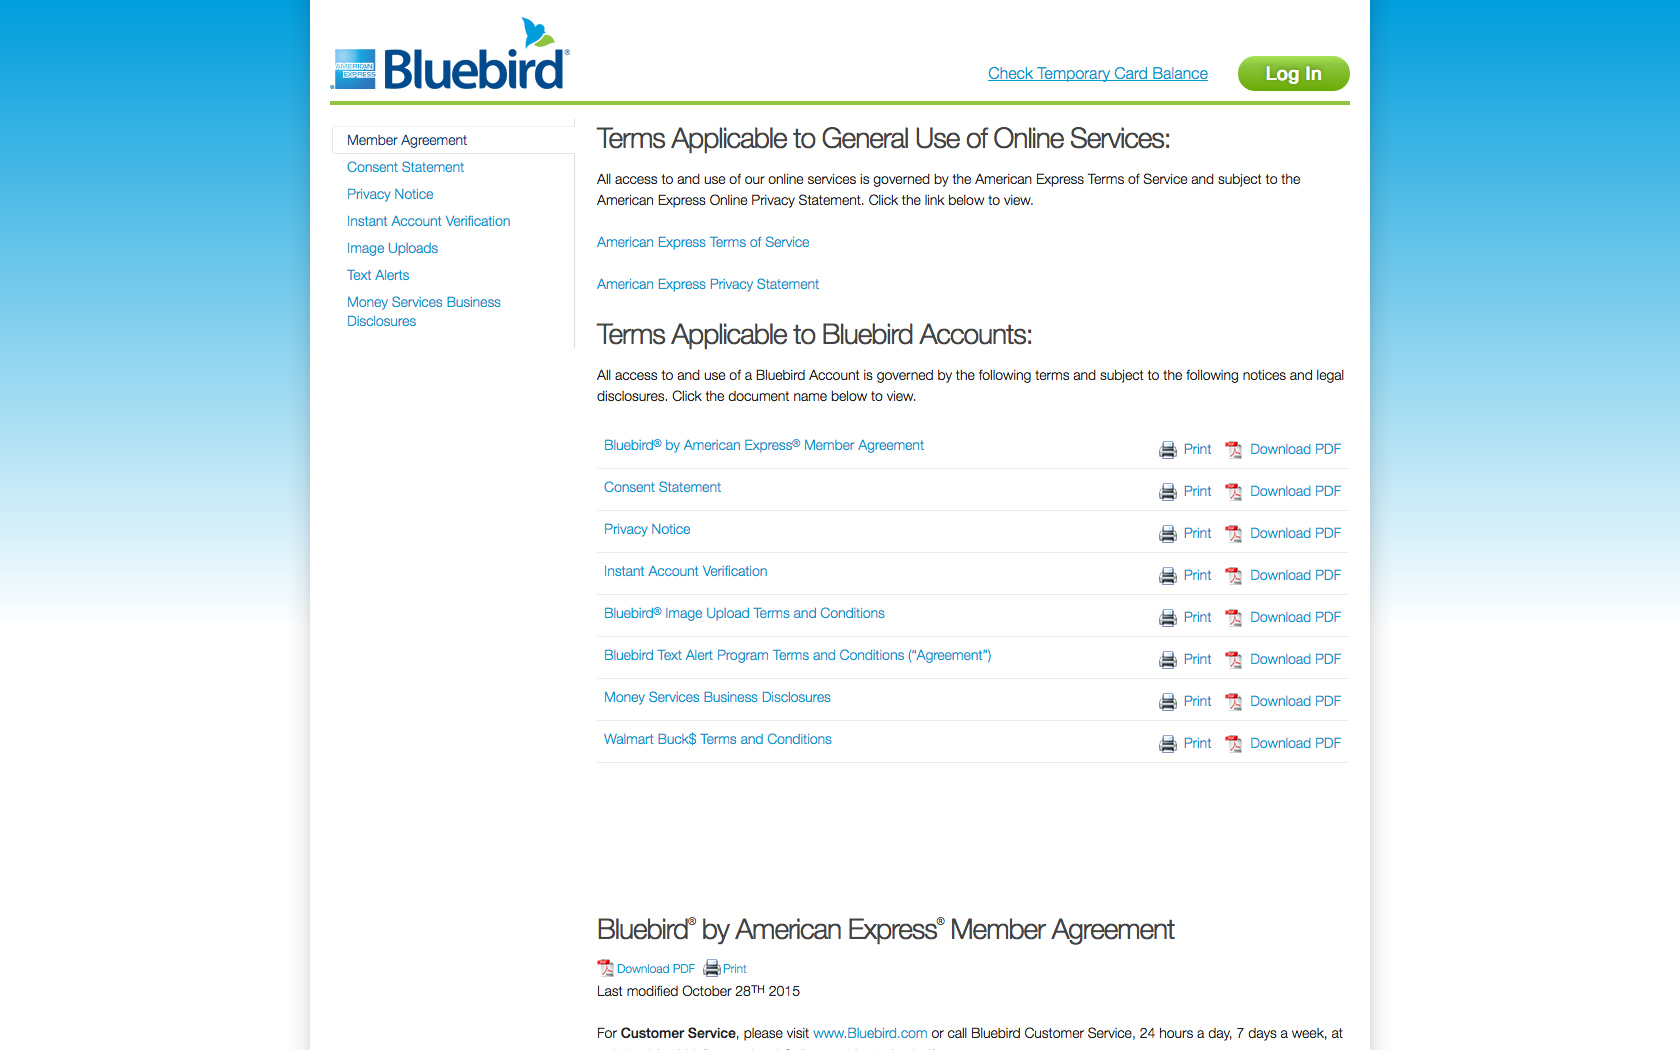 AMERICAN
EXPRESS
Bluebird®
Check Temporary Card Balance
Log In
Member Agreement
Consent Statement
Privacy Notice
Instant Account Verification
Image Uploads
Text Alerts
Money Services Business
Disclosures
Terms Applicable to General Use of Online Services:
All access to and use of our online services is governed by the American Express Terms of Service and subject to the
American Express Online Privacy Statement. Click the link below to view.
American Express Terms of Service
American Express Privacy Statement
Terms Applicable to Bluebird Accounts:
All access to and use of a Bluebird Account is governed by the following terms and subject to the following notices and legal
disclosures. Click the document name below to view.
Bluebird® by American Express® Member Agreement Print Download PDF
Consent Statement Print Download PDF
Privacy Notice Print Download PDF
Instant Account Verification Print Download PDF
Bluebird® Image Upload Terms and Conditions Print Download PDF
Bluebird Text Alert Program Terms and Conditions (“Agreement”) Print Download PDF
Money Services Business Disclosures Print Download PDF
Walmart Buck$ Terms and Conditions Print Download PDF
Bluebird® by American Express® Member Agreement
Download PDF Print
Last modified October 28TH 2015
For Customer Service, please visit www.Bluebird.com or call Bluebird Customer Service, 24 hours a day, 7 days a week, at